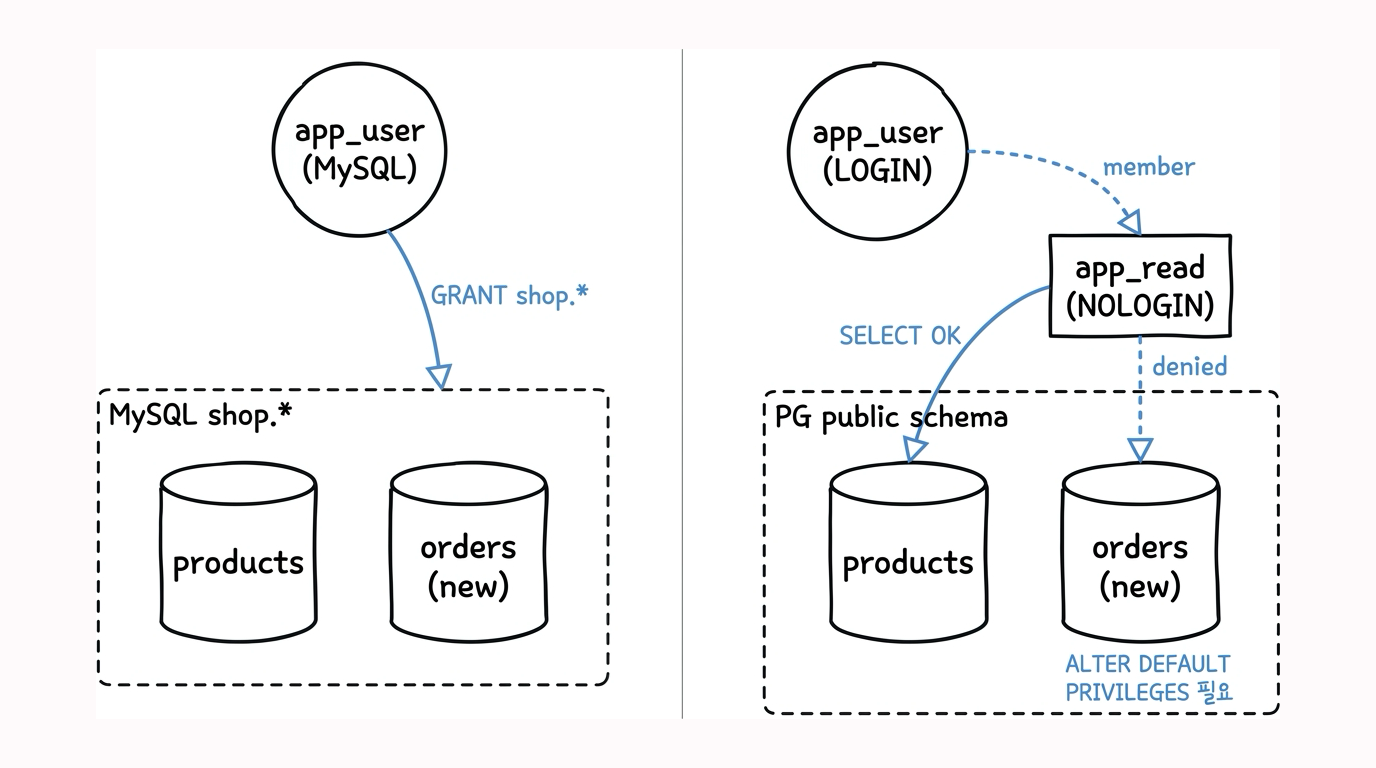 app_user
(MySQL)
GRANT shop.*
MySQL shop.*
products
orders
(new)
app_user
(LOGIN)
member
app_read
(NOLOGIN)
SELECT OK
denied
PG public schema
products
orders
(new)
ALTER DEFAULT
PRIVILEGES 필요